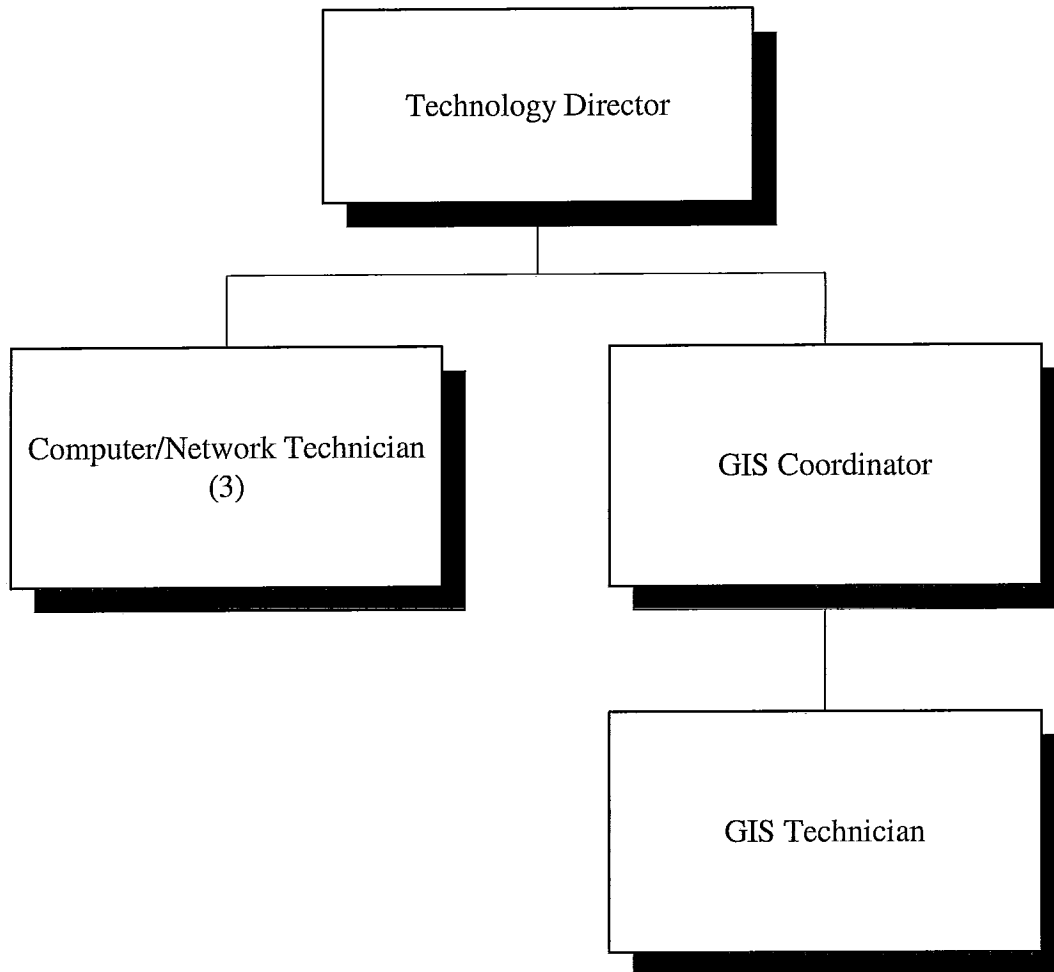 Technology Director
Computer/Network Technician
(3)
GIS Coordinator
GIS Technician